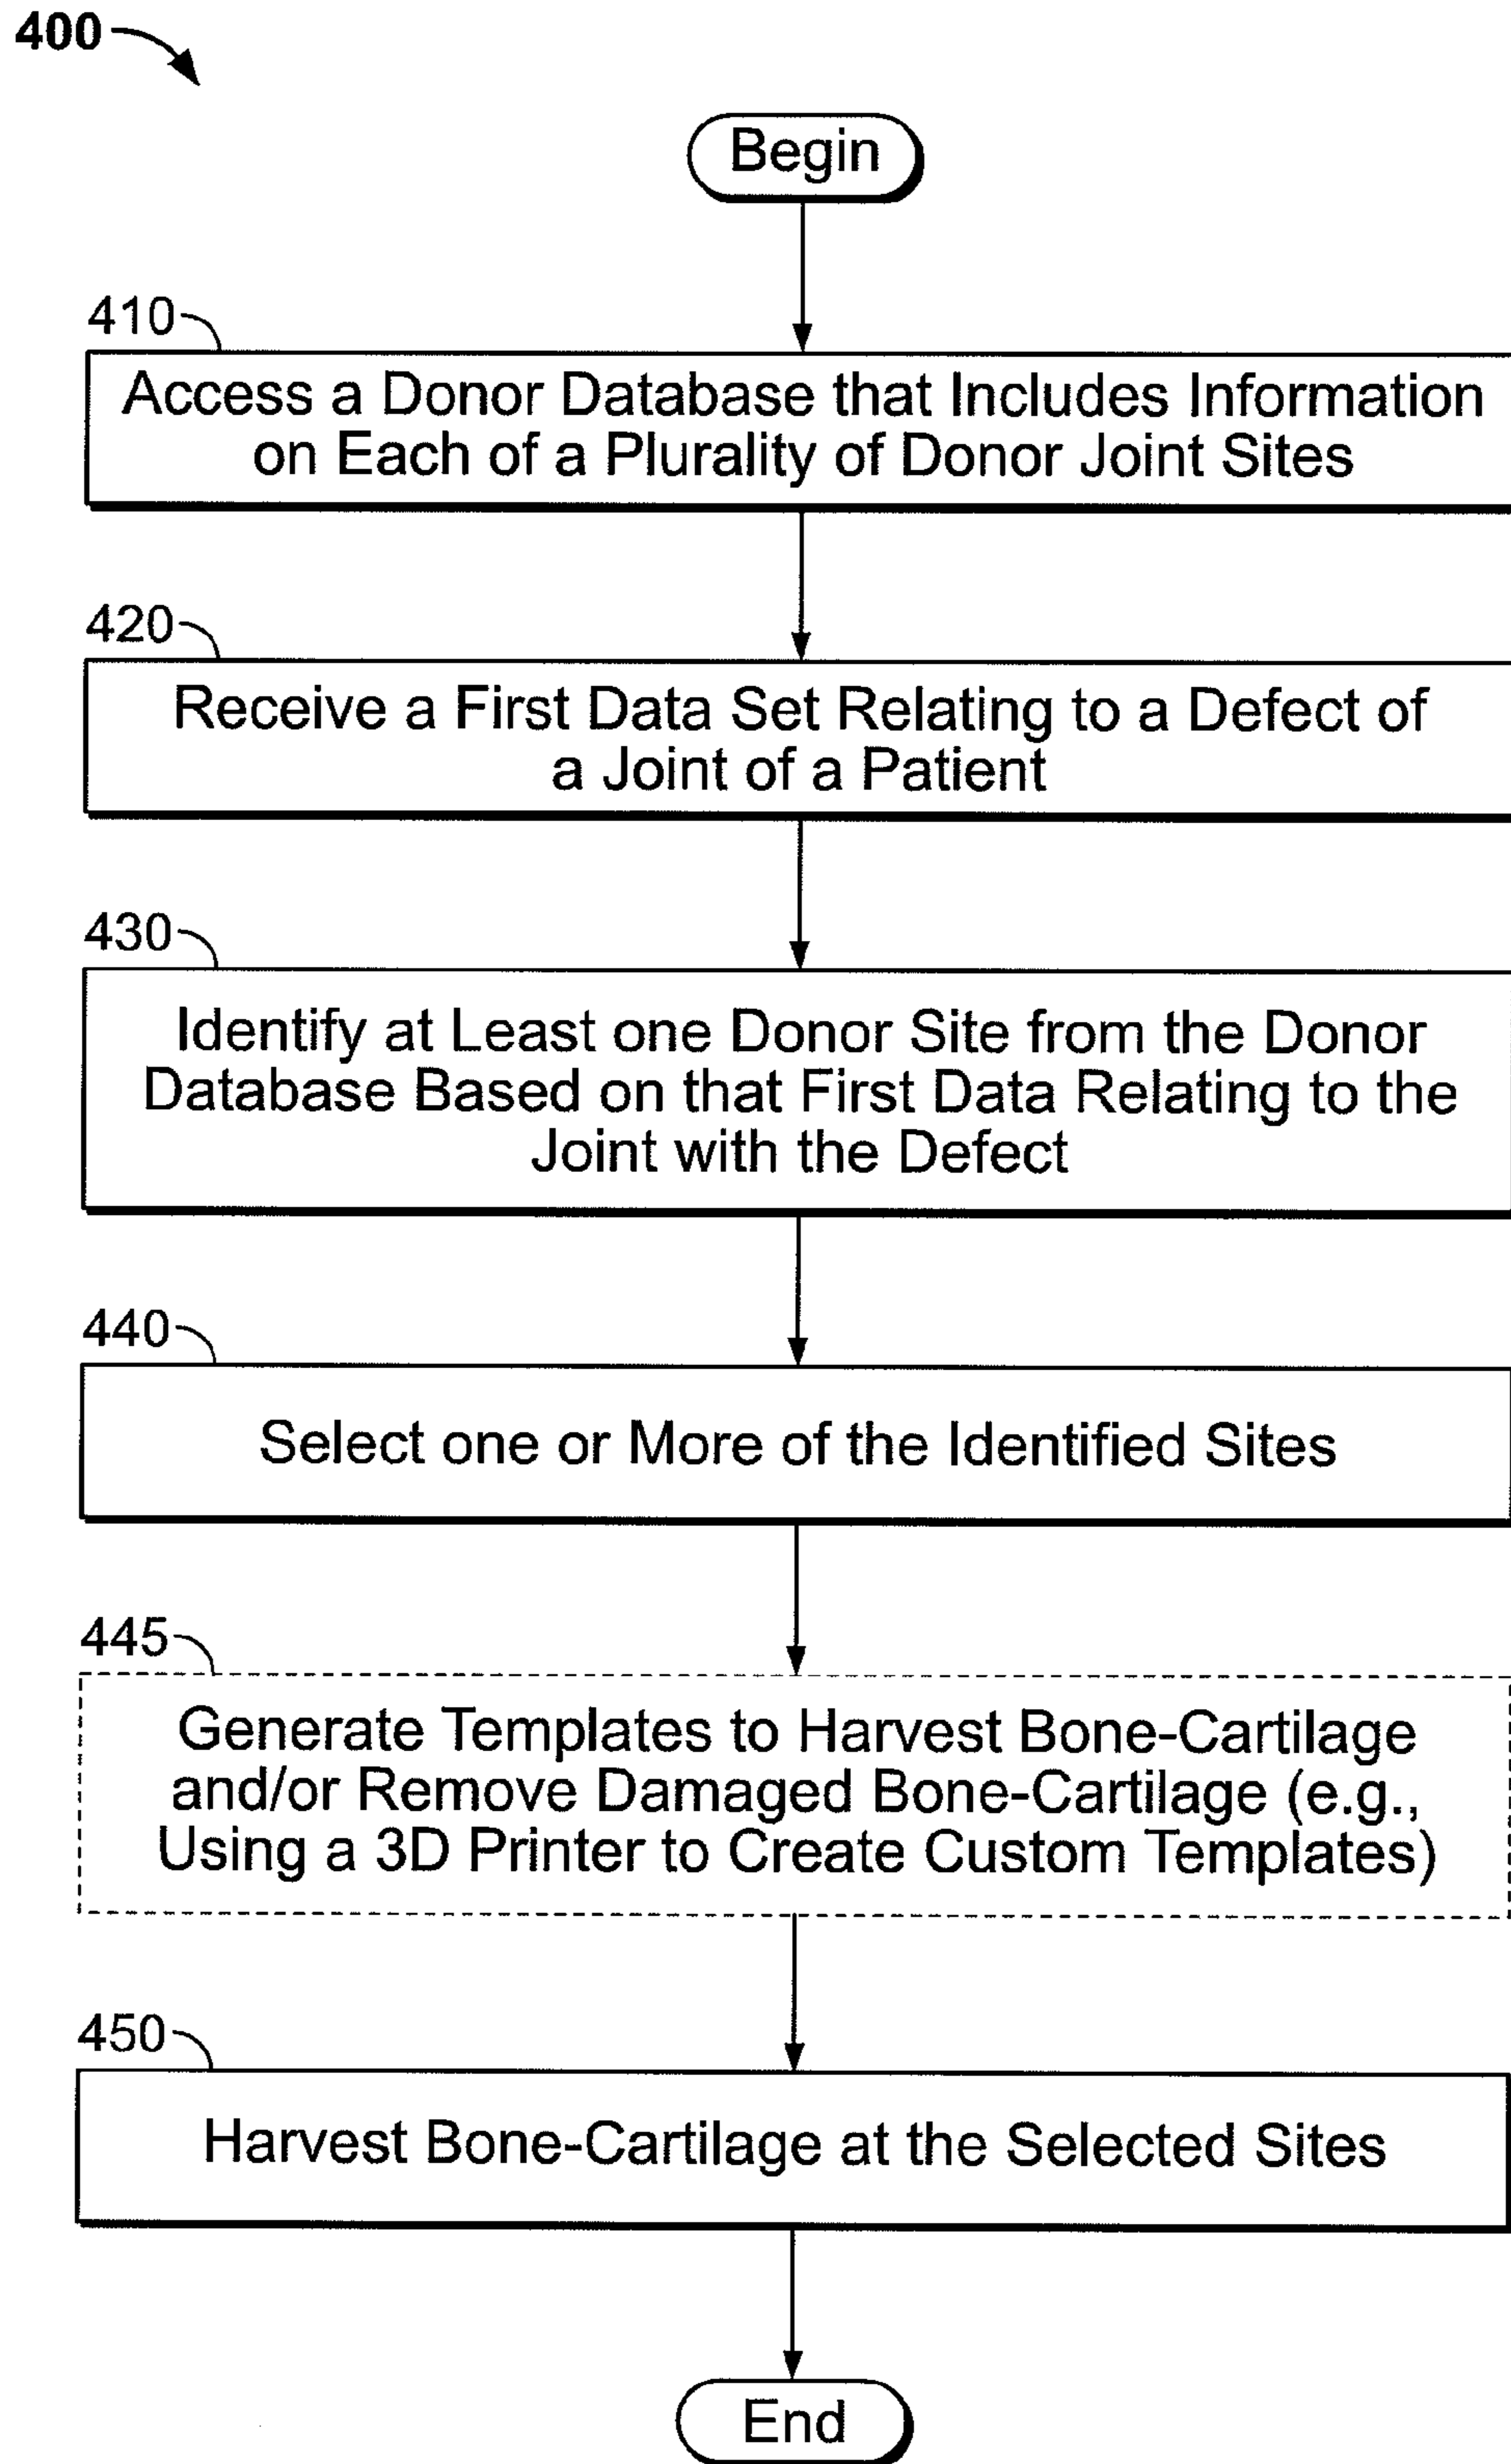 400
Begin
410
Access a Donor Database that Includes Information
on Each of a Plurality of Donor Joint Sites
420
Receive a First Data Set Relating to a Defect of
a Joint of a Patient
430
Identify at Least one Donor Site from the Donor
Database Based on that First Data Relating to the
Joint with the Defect
440
Select one or More of the Identified Sites
445
Generate Templates to Harvest Bone-Cartilage
and/or Remove Damaged Bone-Cartilage (e.g.,
Using a 3D Printer to Create Custom Templates)
450
Harvest Bone-Cartilage at the Selected Sites
End